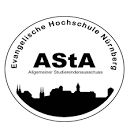 Evangelische Hochschule Nürnberg
AStA
Allgemeiner Studierendenausschuss